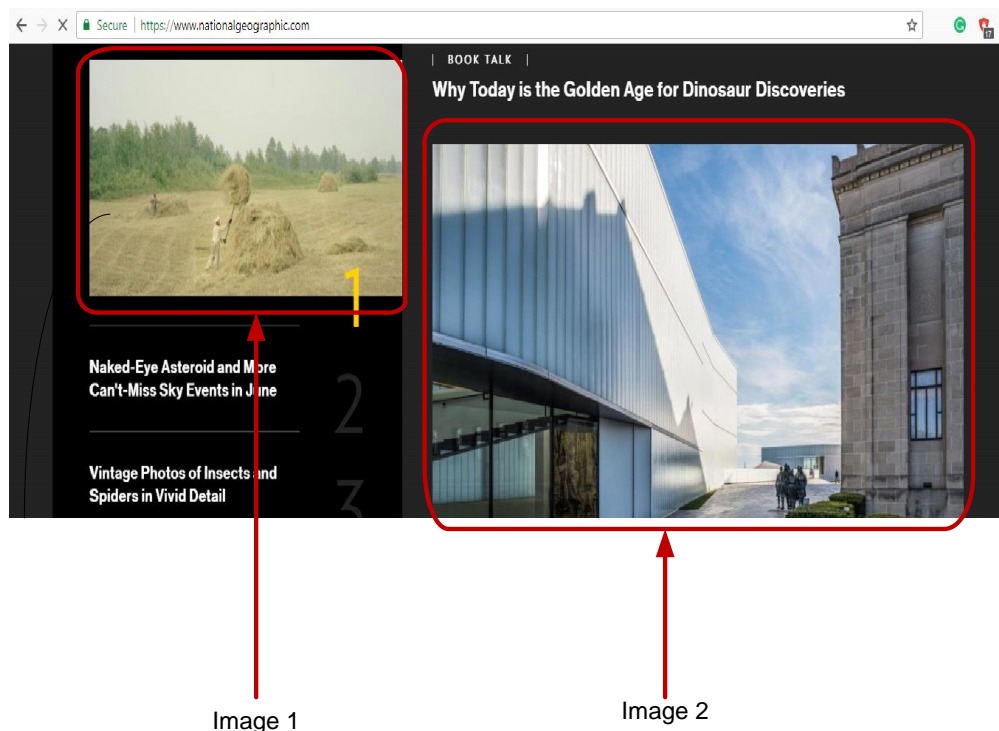 Secure | https://www.nationalgeographic.com
17
| BOOK TALK |
Why Today is the Golden Age for Dinosaur Discoveries
1
Naked-Eye Asteroid and More
Can't-Miss Sky Events in June
2
Vintage Photos of Insects and
Spiders in Vivid Detail
3
Image 1
Image 2